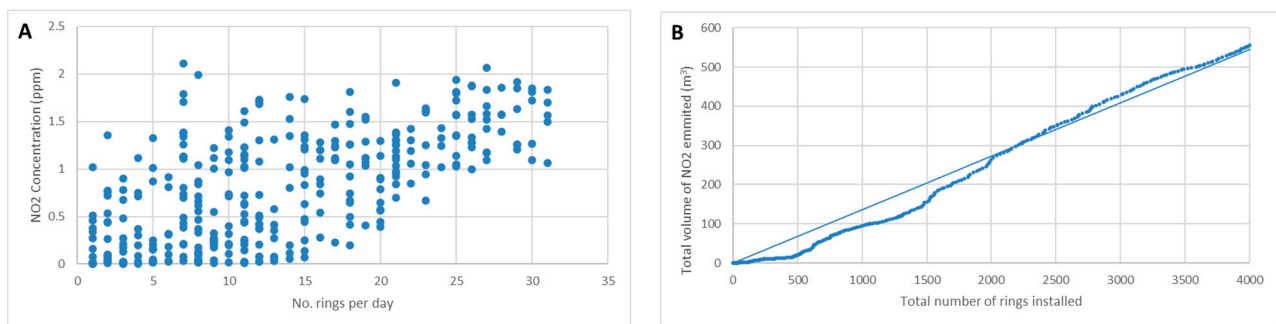 A
2.5
2
1.5
1
0.5
0
0 5 10 15 20 25 30 35
NO2 Concentration (ppm)
No. rings per day
B
600
500
400
300
200
100
0
0 500 1000 1500 2000 2500 3000 3500 4000
Total volume of NO2 emmited (m³)
Total number of rings installed